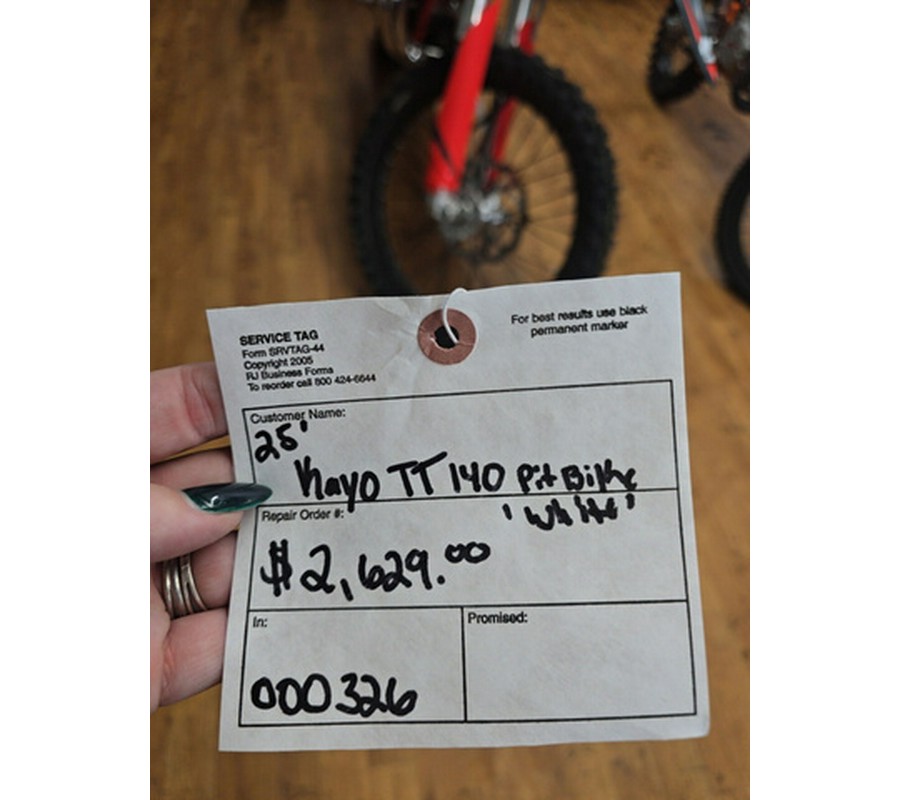 SERVICE TAG
Form SRVTAG-44
Copyright 2005
RJ Business Forms
To reorder call 800 424-6644
For best results use black
permanent marker
Customer Name:
25'
Kayo TT 140 Pit Bike
'White'
Repair Order #:
$2,629.00
In:
000326
Promised: